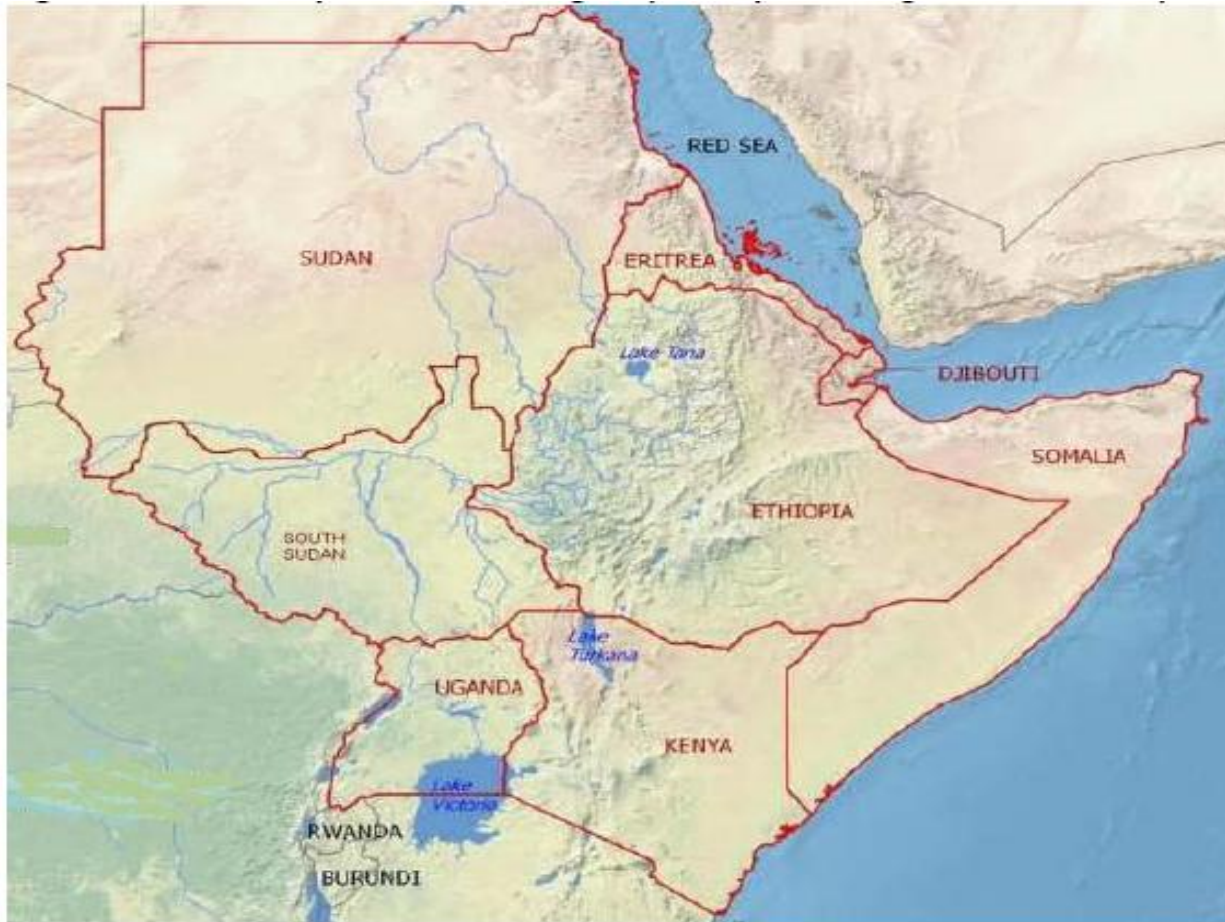 RED SEA
SUDAN
ERITREA
Lake Tana
DJIBOUTI
SOMALIA
ETHIOPIA
SOUTH
SUDAN
Lake
Turkana
UGANDA
KENYA
Lake
Victoria
RWANDA
BURUNDI